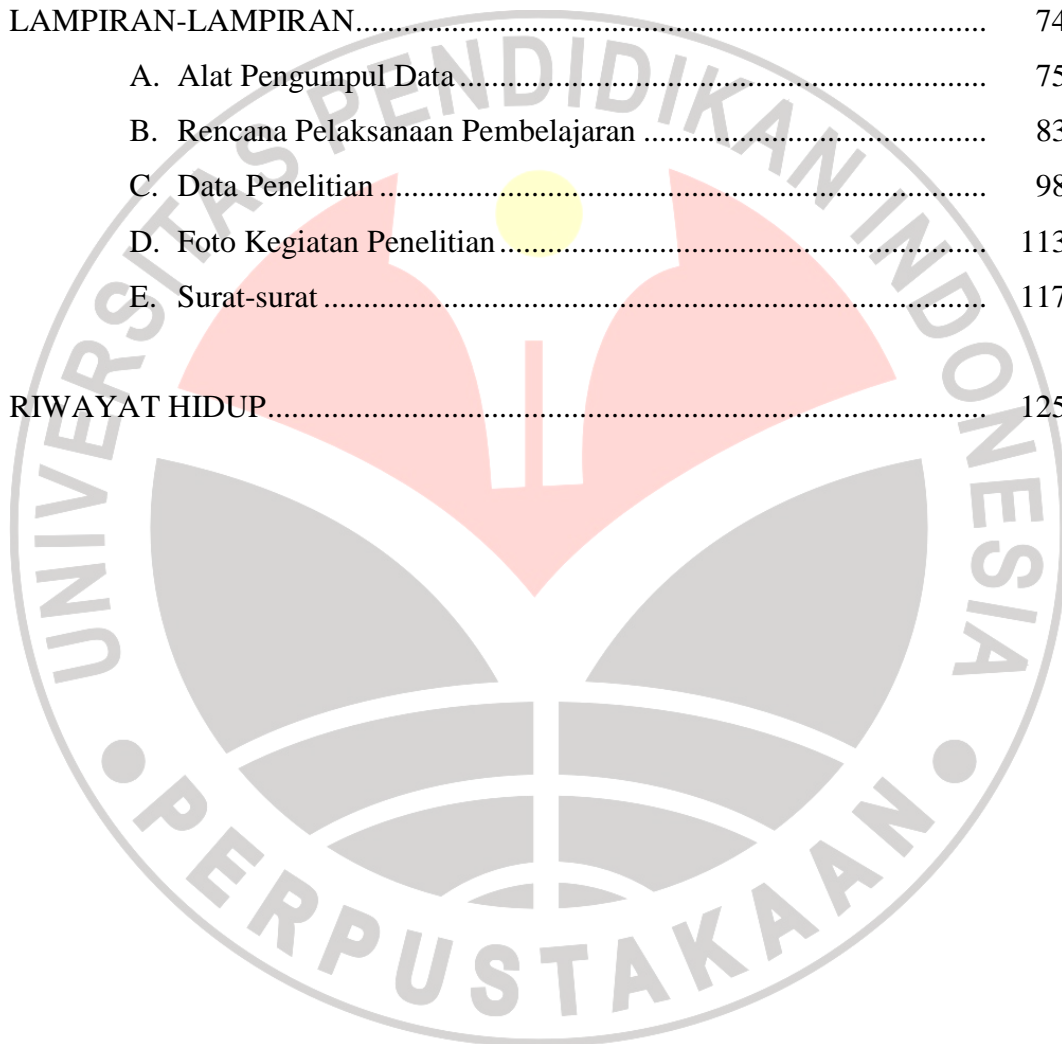 LAMPIRAN-LAMPIRAN.......................................................................... 74
A. Alat Pengumpul Data.............................................................. 75
B. Rencana Pelaksanaan Pembelajaran ........................................ 83
C. Data Penelitian ........................................................................ 98
D. Foto Kegiatan Penelitian......................................................... 113
E. Surat-surat ............................................................................... 117
RIWAYAT HIDUP...................................................................................... 125
UNIVERSITAS PENDIDIKAN INDONESIA
PERPUSTAKAAN